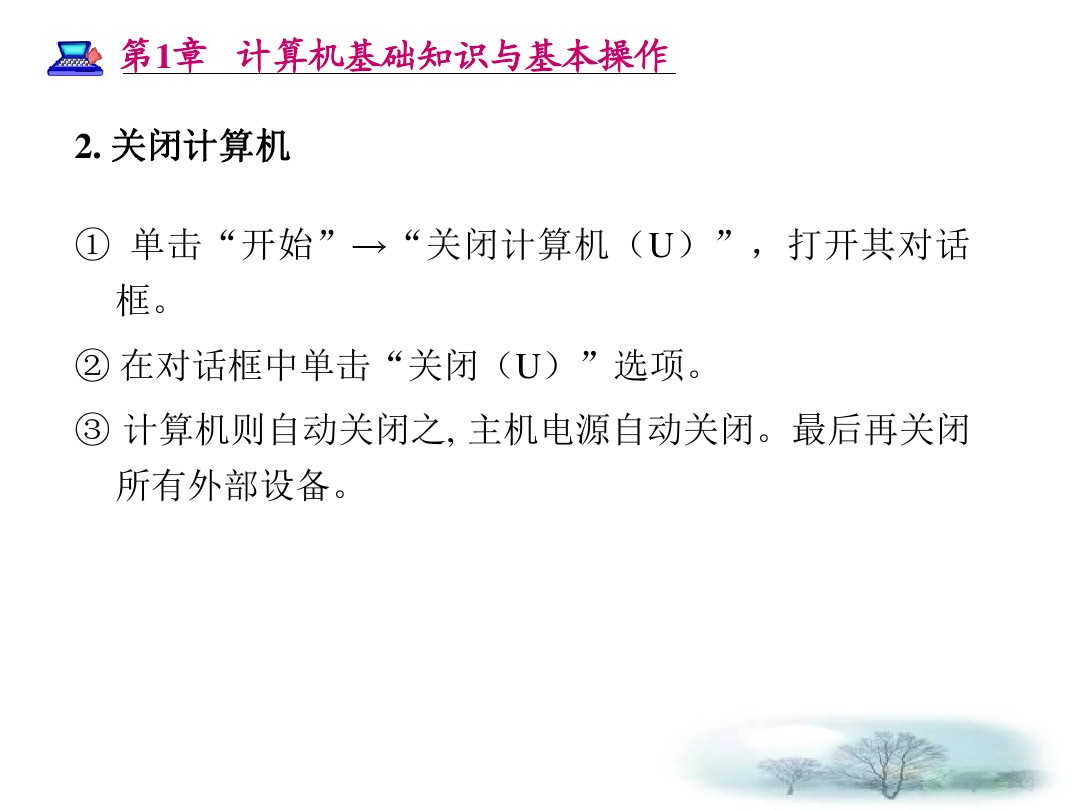 第1章 计算机基础知识与基本操作
2. 关闭计算机
① 单击“开始”→“关闭计算机（U）”，打开其对话
框。
② 在对话框中单击“关闭（U）”选项。
③ 计算机则自动关闭之, 主机电源自动关闭。最后再关闭
所有外部设备。